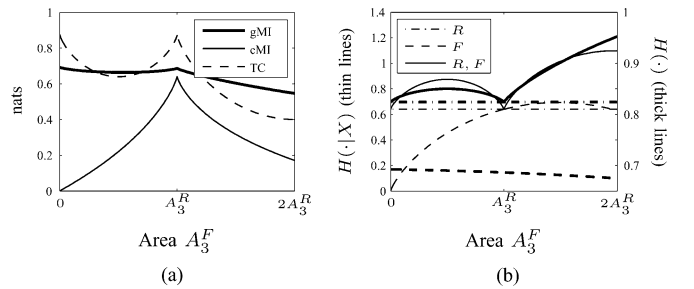 (a)
nats
1
0.8
0.6
0.4
0.2
0
gMI
cMI
TC
0 A_3^R 2A_3^R
Area A_3^F
(b)
H(·|X) (thin lines)
1.4
1.2
1
0.8
0.6
0.4
0.2
0
R
F
R, F
1
0.9
0.8
0.7
H(·) (thick lines)
0 A_3^R 2A_3^R
Area A_3^F